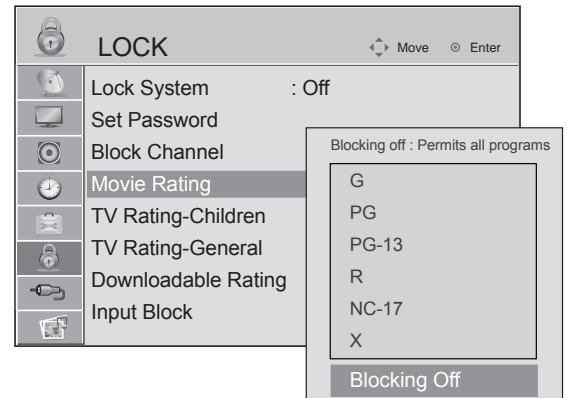 LOCK
Move Enter
Lock System : Off
Set Password
Block Channel
Movie Rating
TV Rating-Children
TV Rating-General
Downloadable Rating
Input Block
Blocking off : Permits all programs
G
PG
PG-13
R
NC-17
X
Blocking Off